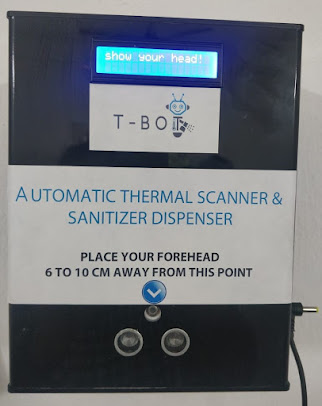 show your head!
T-BOT
AUTOMATIC THERMAL SCANNER &
SANITIZER DISPENSER
PLACE YOUR FOREHEAD
6 TO 10 CM AWAY FROM THIS POINT